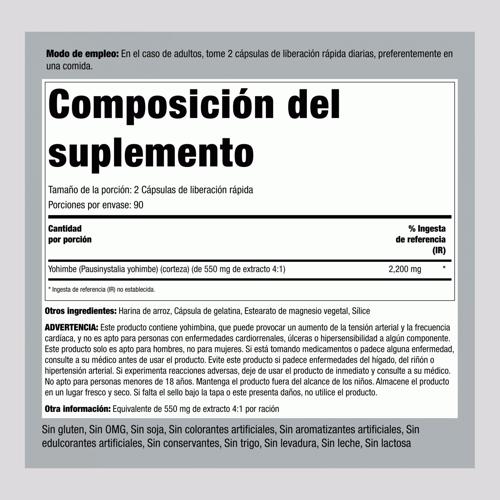 Modo de empleo: En el caso de adultos, tome 2 cápsulas de liberación rápida diarias, preferentemente en
una comida.
Composición del
suplemento
Tamaño de la porción: 2 Cápsulas de liberación rápida
Porciones por envase: 90
Cantidad % Ingesta
por porción de referencia
(IR)
Yohimbe (Pausinystalia yohimbe) (corteza) (de 550 mg de extracto 4:1) 2,200 mg *
* Ingesta de referencia (IR) no establecida.
Otros ingredientes: Harina de arroz, Cápsula de gelatina, Estearato de magnesio vegetal, Sílice
ADVERTENCIA: Este producto contiene yohimbina, que puede provocar un aumento de la tensión arterial y la frecuencia
cardíaca, y no es apto para personas con enfermedades cardiorrenales, úlceras o hipersensibilidad a algún componente.
Este producto solo es apto para hombres, no para mujeres. Si está tomando medicamentos o padece alguna enfermedad,
consulte a su médico antes de usar el producto. Evite este producto si padece enfermedades del hígado, del riñón o
hipertensión arterial. Si experimenta reacciones adversas, deje de usar el producto de inmediato y consulte a su médico.
No apto para personas menores de 18 años. Mantenga el producto fuera del alcance de los niños. Almacene el producto
en un lugar fresco y seco. Si falta el sello bajo la tapa o este presenta daños, no utilice el producto.
Otra información: Equivalente de 550 mg de extracto 4:1 por ración
Sin gluten, Sin OMG, Sin soja, Sin colorantes artificiales, Sin aromatizantes artificiales, Sin
edulcorantes artificiales, Sin conservantes, Sin trigo, Sin levadura, Sin leche, Sin lactosa